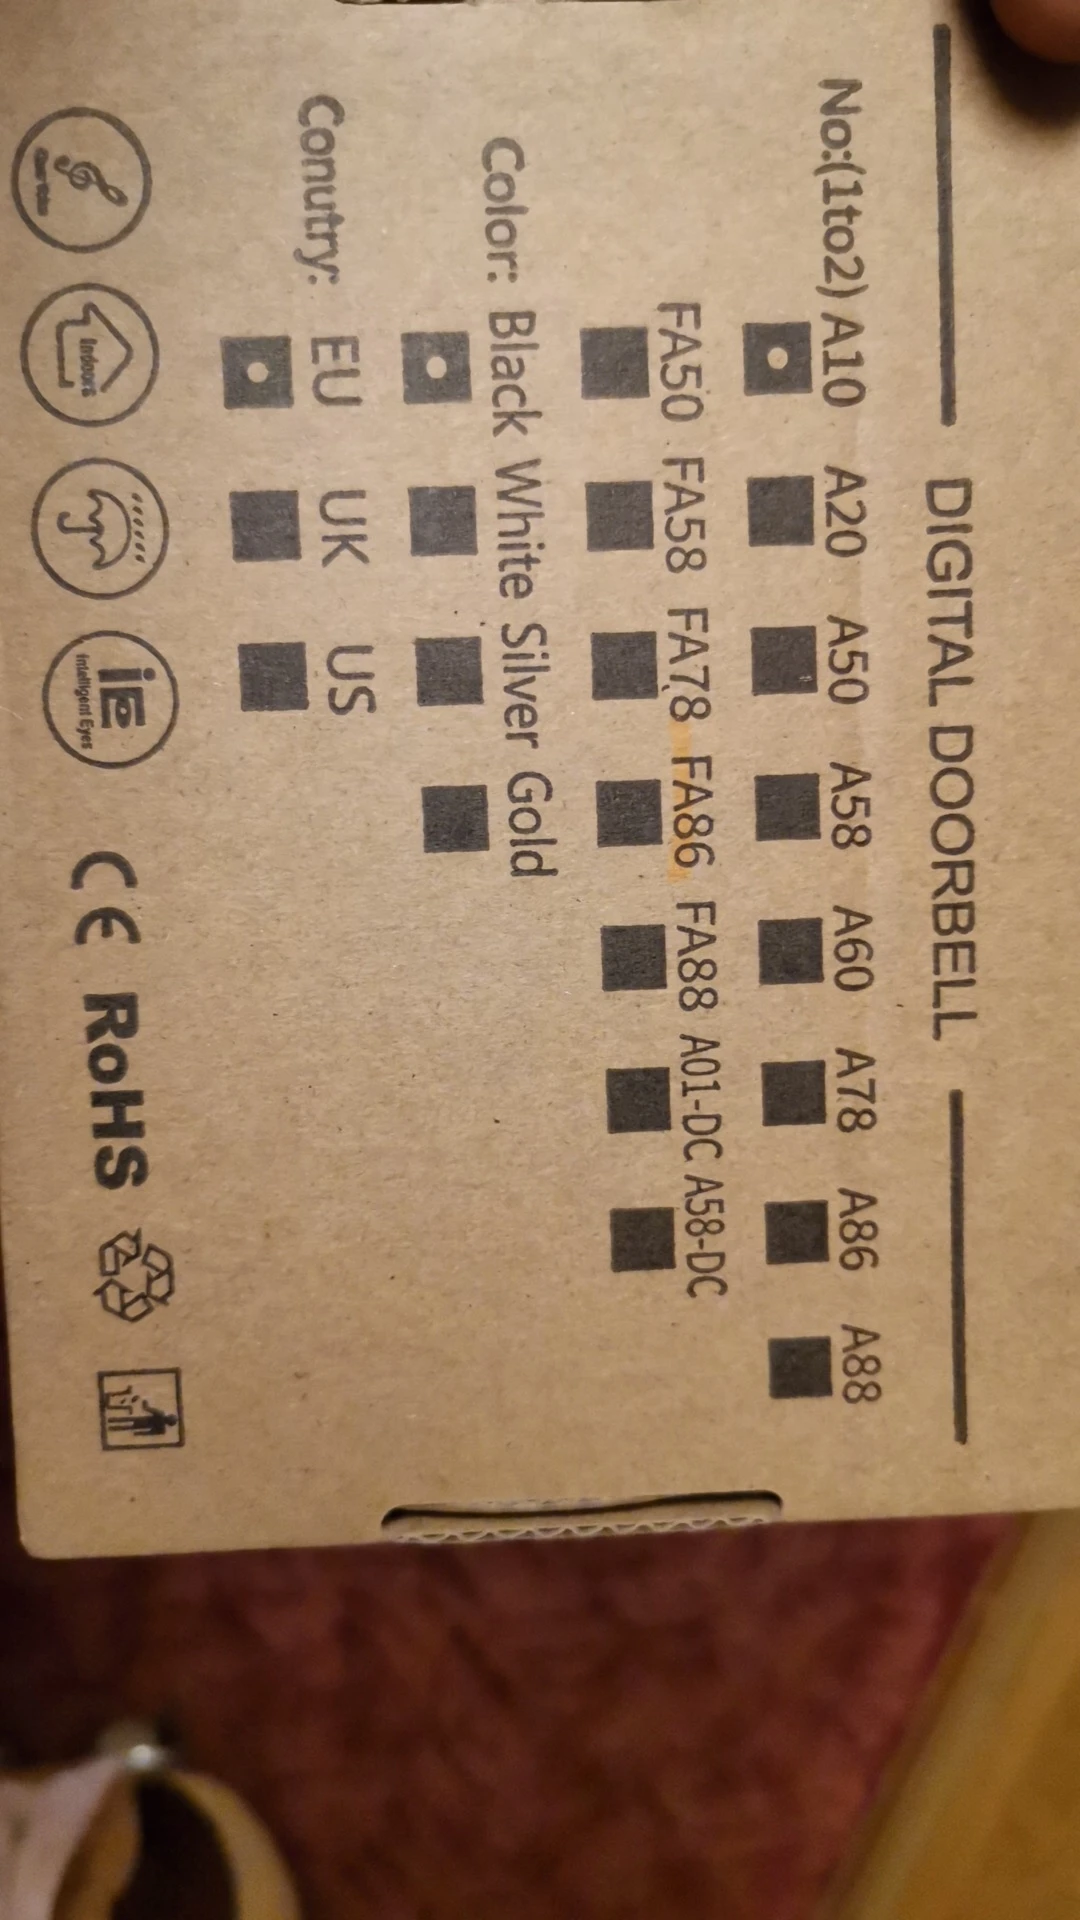 DIGITAL DOORBELL
No:(1to2) A10 A20 A50 A58 A60 A78 A86 A88
FA50 FA58 FA78 FA86 FA88 A01-DC A58-DC
Color: Black White Silver Gold
Conutry: EU UK US
Indoors
iE
Intelligent Eyes
CE RoHS